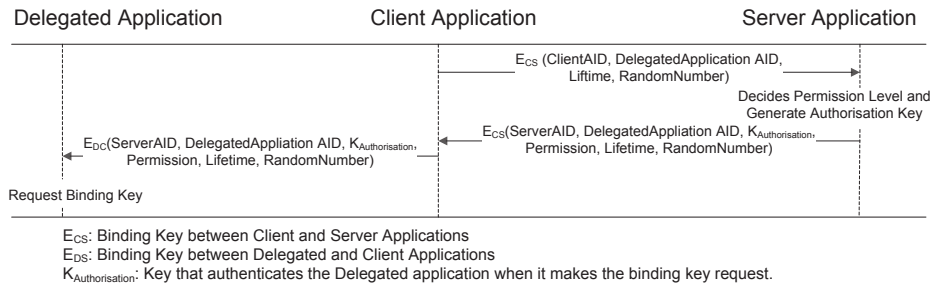 Delegated Application
Client Application
Server Application
E_CS (ClientAID, DelegatedApplication AID,
Liftime, RandomNumber)
Decides Permission Level and
Generate Authorisation Key
E_CS(ServerAID, DelegatedAppliation AID, K_Authorisation,
Permission, Lifetime, RandomNumber)
E_DC(ServerAID, DelegatedAppliation AID, K_Authorisation,
Permission, Lifetime, RandomNumber)
Request Binding Key
E_CS: Binding Key between Client and Server Applications
E_DS: Binding Key between Delegated and Client Applications
K_Authorisation: Key that authenticates the Delegated application when it makes the binding key request.